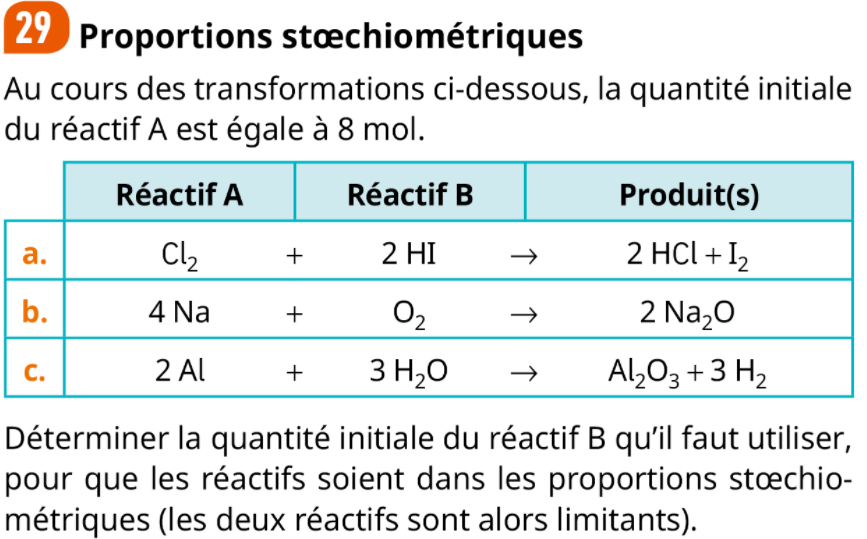 29 Proportions stœchiométriques
Au cours des transformations ci-dessous, la quantité initiale
du réactif A est égale à 8 mol.
Réactif A Réactif B Produit(s)
a. Cl₂ + 2 HI → 2 HCl + I₂
b. 4 Na + O₂ → 2 Na₂O
c. 2 Al + 3 H₂O → Al₂O₃ + 3 H₂
Déterminer la quantité initiale du réactif B qu’il faut utiliser,
pour que les réactifs soient dans les proportions stœchio-
métriques (les deux réactifs sont alors limitants).